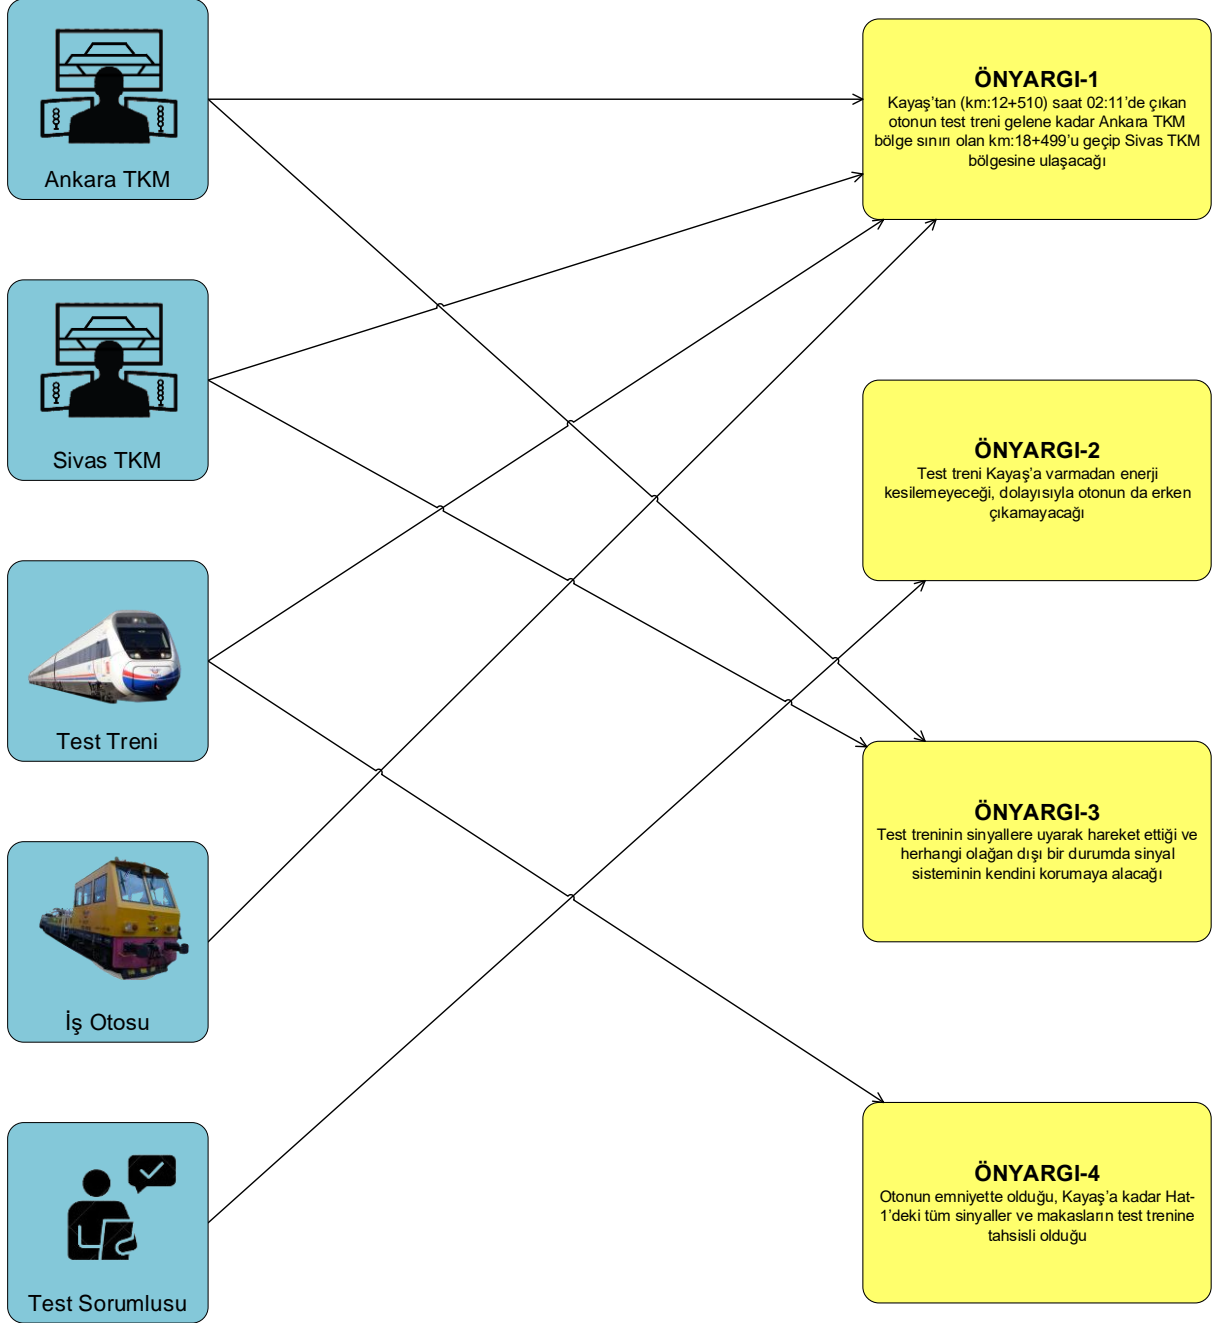 Ankara TKM
ÖNYARGI-1
Kayaş'tan (km:12+510) saat 02:11'de çıkan
otonun test treni gelene kadar Ankara TKM
bölge sınırı olan km:18+499'u geçip Sivas TKM
bölgesine ulaşacağı
Sivas TKM
ÖNYARGI-2
Test treni Kayaş'a varmadan enerji
kesilemeyeceği, dolayısıyla otonun da erken
çıkamayacağı
Test Treni
ÖNYARGI-3
Test treninin sinyallere uyarak hareket ettiği ve
herhangi olağan dışı bir durumda sinyal
sisteminin kendini korumaya alacağı
İş Otosu
ÖNYARGI-4
Otonun emniyette olduğu, Kayaş'a kadar Hat-
1'deki tüm sinyaller ve makasların test trenine
tahsisli olduğu
Test Sorumlusu